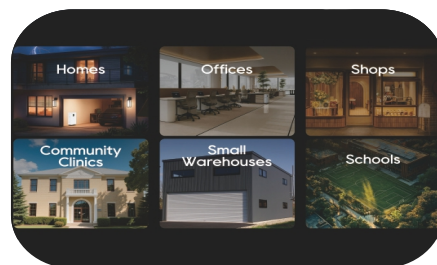 Homes
Offices
Shops
Community
Clinics
Small
Warehouses
Schools